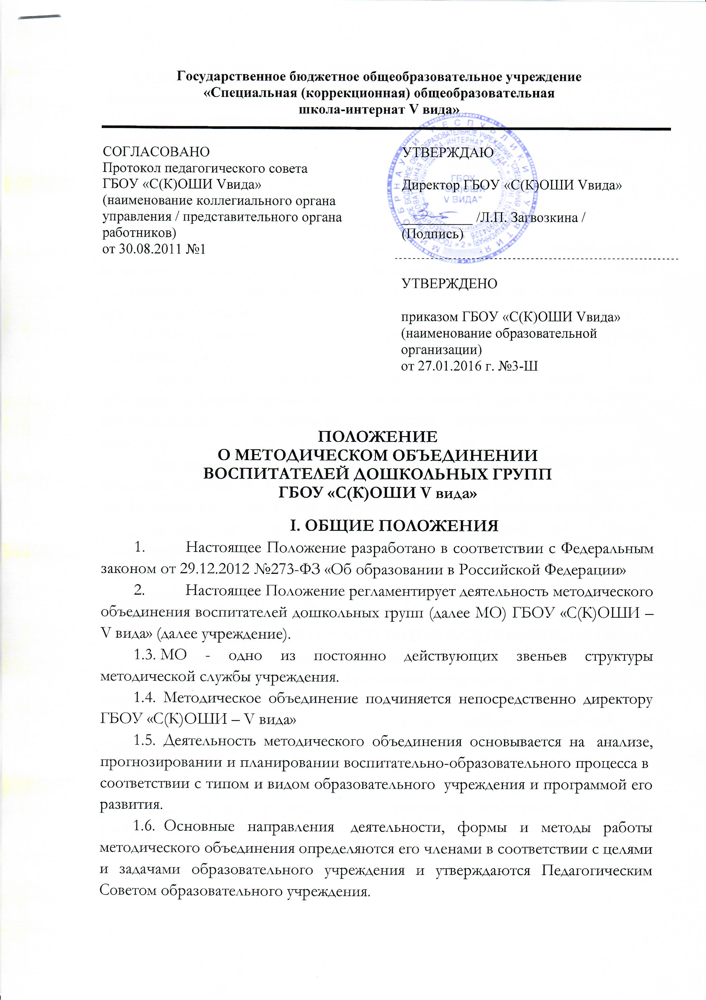 Государственное бюджетное общеобразовательное учреждение
«Специальная (коррекционная) общеобразовательная
школа-интернат V вида»
СОГЛАСОВАНО
Протокол педагогического совета
ГБОУ «С(К)ОШИ Vвида»
(наименование коллегиального органа
управления / представительного органа
работников)
от 30.08.2011 №1
УТВЕРЖДАЮ
Директор ГБОУ «С(К)ОШИ Vвида»
/Л.П. Загвозкина /
(Подпись)
ГБОУ
"С(К)ОШИ
V ВИДА"
УТВЕРЖДЕНО
приказом ГБОУ «С(К)ОШИ Vвида»
(наименование образовательной
организации)
от 27.01.2016 г. №3-Ш
ПОЛОЖЕНИЕ
О МЕТОДИЧЕСКОМ ОБЪЕДИНЕНИИ
ВОСПИТАТЕЛЕЙ ДОШКОЛЬНЫХ ГРУПП
ГБОУ «С(К)ОШИ V вида»
I. ОБЩИЕ ПОЛОЖЕНИЯ
1. Настоящее Положение разработано в соответствии с Федеральным
законом от 29.12.2012 №273-ФЗ «Об образовании в Российской Федерации»
2. Настоящее Положение регламентирует деятельность методического
объединения воспитателей дошкольных групп (далее МО) ГБОУ «С(К)ОШИ –
V вида» (далее учреждение).
1.3. МО - одно из постоянно действующих звеньев структуры
методической службы учреждения.
1.4. Методическое объединение подчиняется непосредственно директору
ГБОУ «С(К)ОШИ – V вида»
1.5. Деятельность методического объединения основывается на анализе,
прогнозировании и планировании воспитательно-образовательного процесса в
соответствии с типом и видом образовательного учреждения и программой его
развития.
1.6. Основные направления деятельности, формы и методы работы
методического объединения определяются его членами в соответствии с целями
и задачами образовательного учреждения и утверждаются Педагогическим
Советом образовательного учреждения.